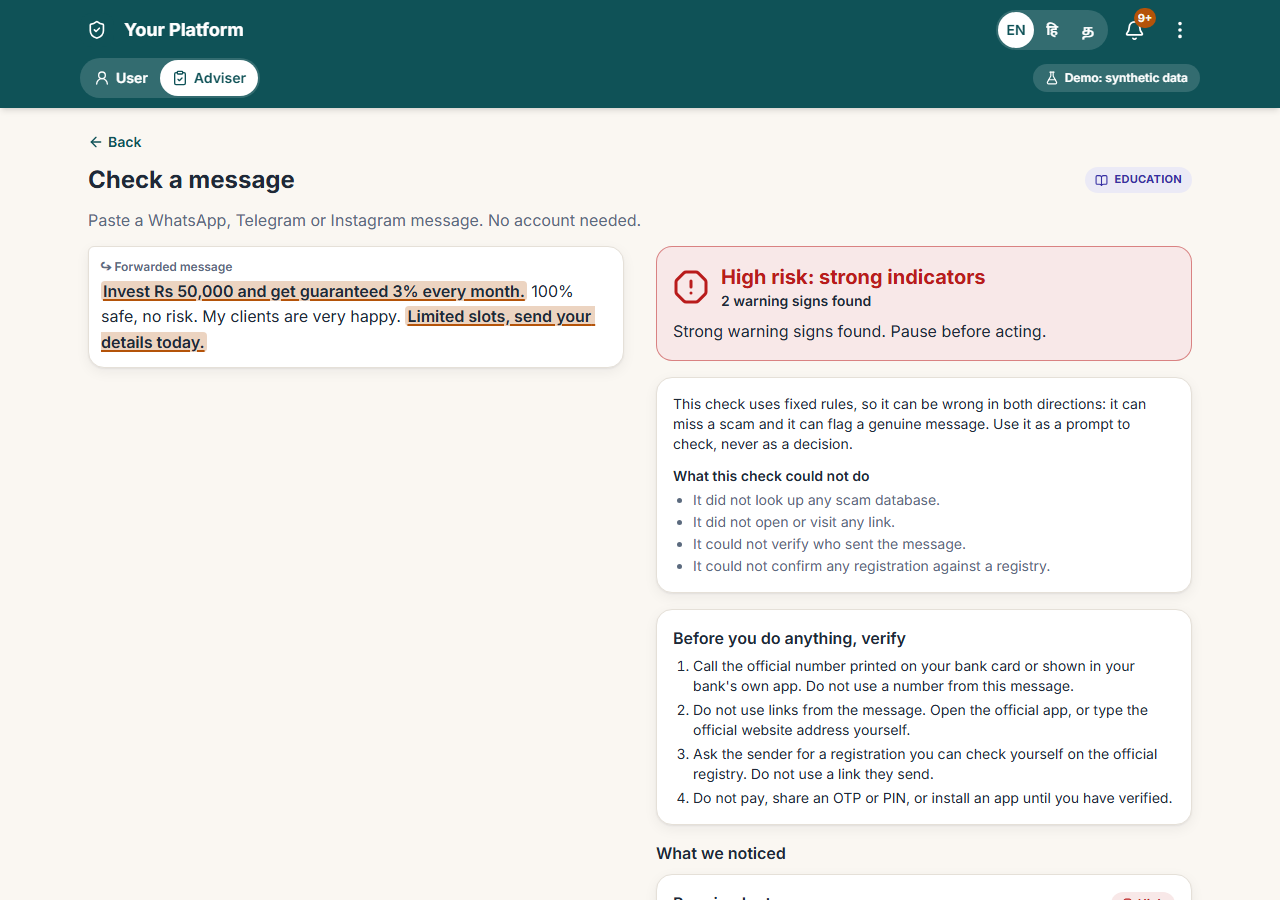 Your Platform
EN हि த
9+
User Adviser
Demo: synthetic data
Back
Check a message
EDUCATION
Paste a WhatsApp, Telegram or Instagram message. No account needed.
Forwarded message
Invest Rs 50,000 and get guaranteed 3% every month. 100%
safe, no risk. My clients are very happy. Limited slots, send your
details today.
High risk: strong indicators
2 warning signs found
Strong warning signs found. Pause before acting.
This check uses fixed rules, so it can be wrong in both directions: it can
miss a scam and it can flag a genuine message. Use it as a prompt to
check, never as a decision.
What this check could not do
• It did not look up any scam database.
• It did not open or visit any link.
• It could not verify who sent the message.
• It could not confirm any registration against a registry.
Before you do anything, verify
1. Call the official number printed on your bank card or shown in your
bank's own app. Do not use a number from this message.
2. Do not use links from the message. Open the official app, or type the
official website address yourself.
3. Ask the sender for a registration you can check yourself on the official
registry. Do not use a link they send.
4. Do not pay, share an OTP or PIN, or install an app until you have verified.
What we noticed